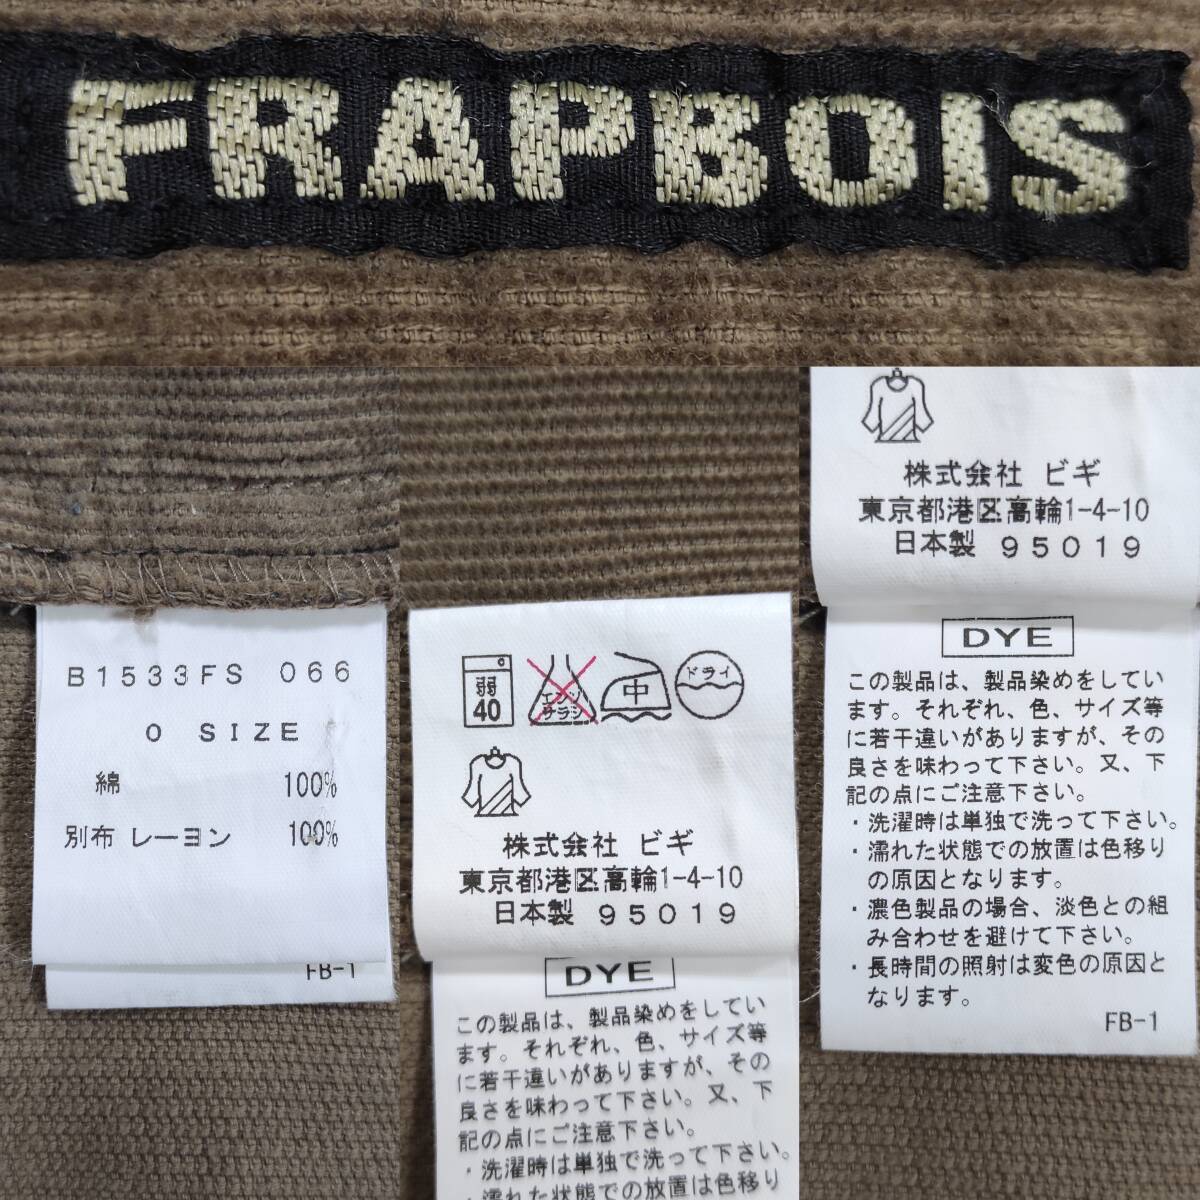 FRAPBOIS
B1533FS 066
0 SIZE
綿 100%
別布 レーヨン 100%
FB-1
弱
40
エンソ
サラシ
中
ドライ
株式会社 ビギ
東京都港区高輪1-4-10
日本製 95019
DYE
この製品は、製品染めをしてい
ます。それぞれ、色、サイズ等
に若干違いがありますが、その
良さを味わって下さい。又、下
記の点にご注意下さい。
・洗濯時は単独で洗って下さい。
・濡れた状態での放置は色移り
株式会社 ビギ
東京都港区高輪1-4-10
日本製 95019
DYE
この製品は、製品染めをしてい
ます。それぞれ、色、サイズ等
に若干違いがありますが、その
良さを味わって下さい。又、下
記の点にご注意下さい。
・洗濯時は単独で洗って下さい。
・濡れた状態での放置は色移り
の原因となります。
・濃色製品の場合、淡色との組
み合わせを避けて下さい。
・長時間の照射は変色の原因と
なります。
FB-1